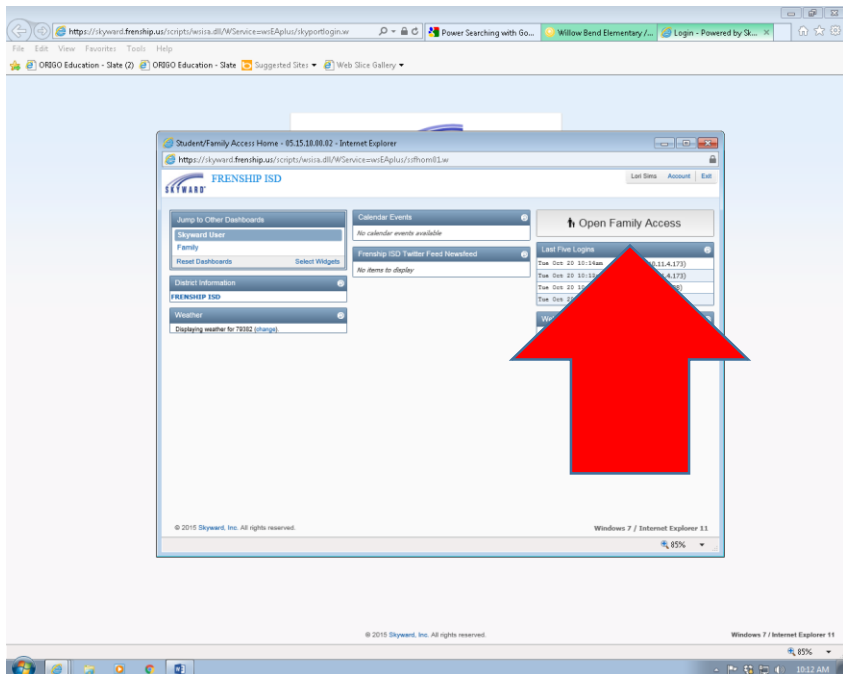 https://skyward.frenship.us/scripts/wsisa.dll/WService=wsEAplus/skyportlogin.w
Power Searching with Go...
Willow Bend Elementary /...
Login - Powered by Sk...
File Edit View Favorites Tools Help
ORIGO Education - Slate (2)
ORIGO Education - Slate
Suggested Sites
Web Slice Gallery
Student/Family Access Home - 05.15.10.00.02 - Internet Explorer
https://skyward.frenship.us/scripts/wsisa.dll/WService=wsEAplus/sfhom01.w
SKYWARD
FRENSHIP ISD
Lori Sims Account Exit
Jump to Other Dashboards
Skyward User
Family
Reset Dashboards Select Widgets
District Information
FRENSHIP ISD
Weather
Displaying weather for 79382 (change).
Calendar Events
No calendar events available
Frenship ISD Twitter Feed Newsfeed
No items to display
Open Family Access
Last Five Logins
Tue Oct 20 10:14am
Tue Oct 20
Tue Oct 20
Tue Oct 20
© 2015 Skyward, Inc. All rights reserved.
Windows 7 / Internet Explorer 11
85%
© 2015 Skyward, Inc. All rights reserved.
Windows 7 / Internet Explorer 11
85%
10:12 AM